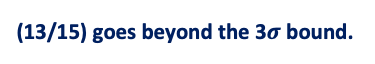 (13/15) goes beyond the 3σ bound.